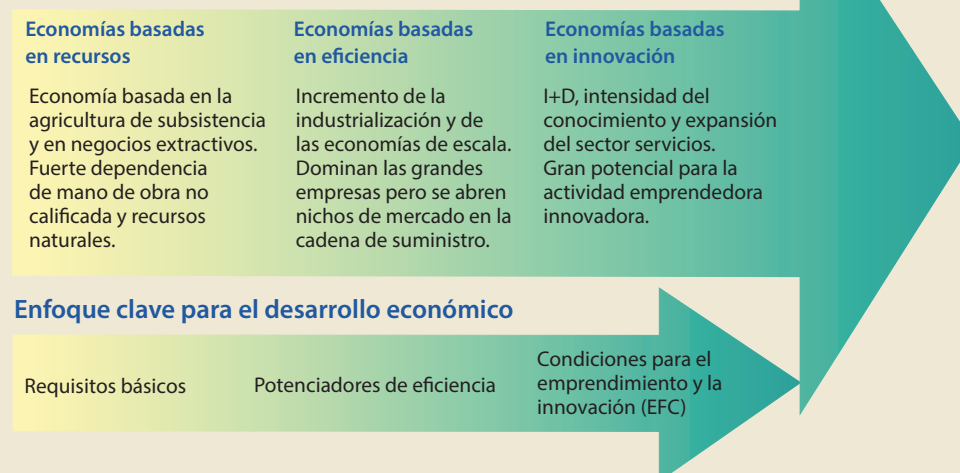 Economías basadas
en recursos
Economía basada en la
agricultura de subsistencia
y en negocios extractivos.
Fuerte dependencia
de mano de obra no
calificada y recursos
naturales.
Economías basadas
en eficiencia
Incremento de la
industrialización y de
las economías de escala.
Dominan las grandes
empresas pero se abren
nichos de mercado en la
cadena de suministro.
Economías basadas
en innovación
I+D, intensidad del
conocimiento y expansión
del sector servicios.
Gran potencial para la
actividad emprendedora
innovadora.
Enfoque clave para el desarrollo económico
Requisitos básicos
Potenciadores de eficiencia
Condiciones para el
emprendimiento y la
innovación (EFC)